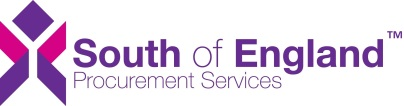 South of England™
Procurement Services